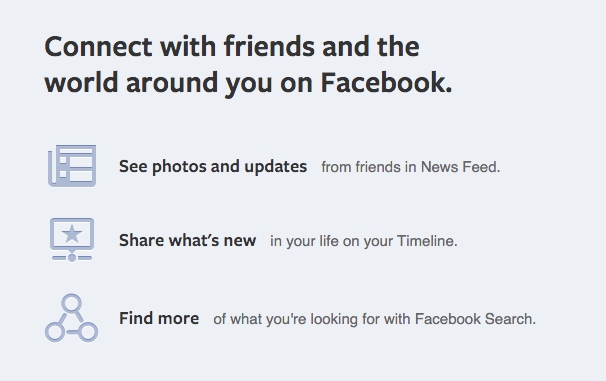 Connect with friends and the
world around you on Facebook.
See photos and updates from friends in News Feed.
Share what's new in your life on your Timeline.
Find more of what you're looking for with Facebook Search.